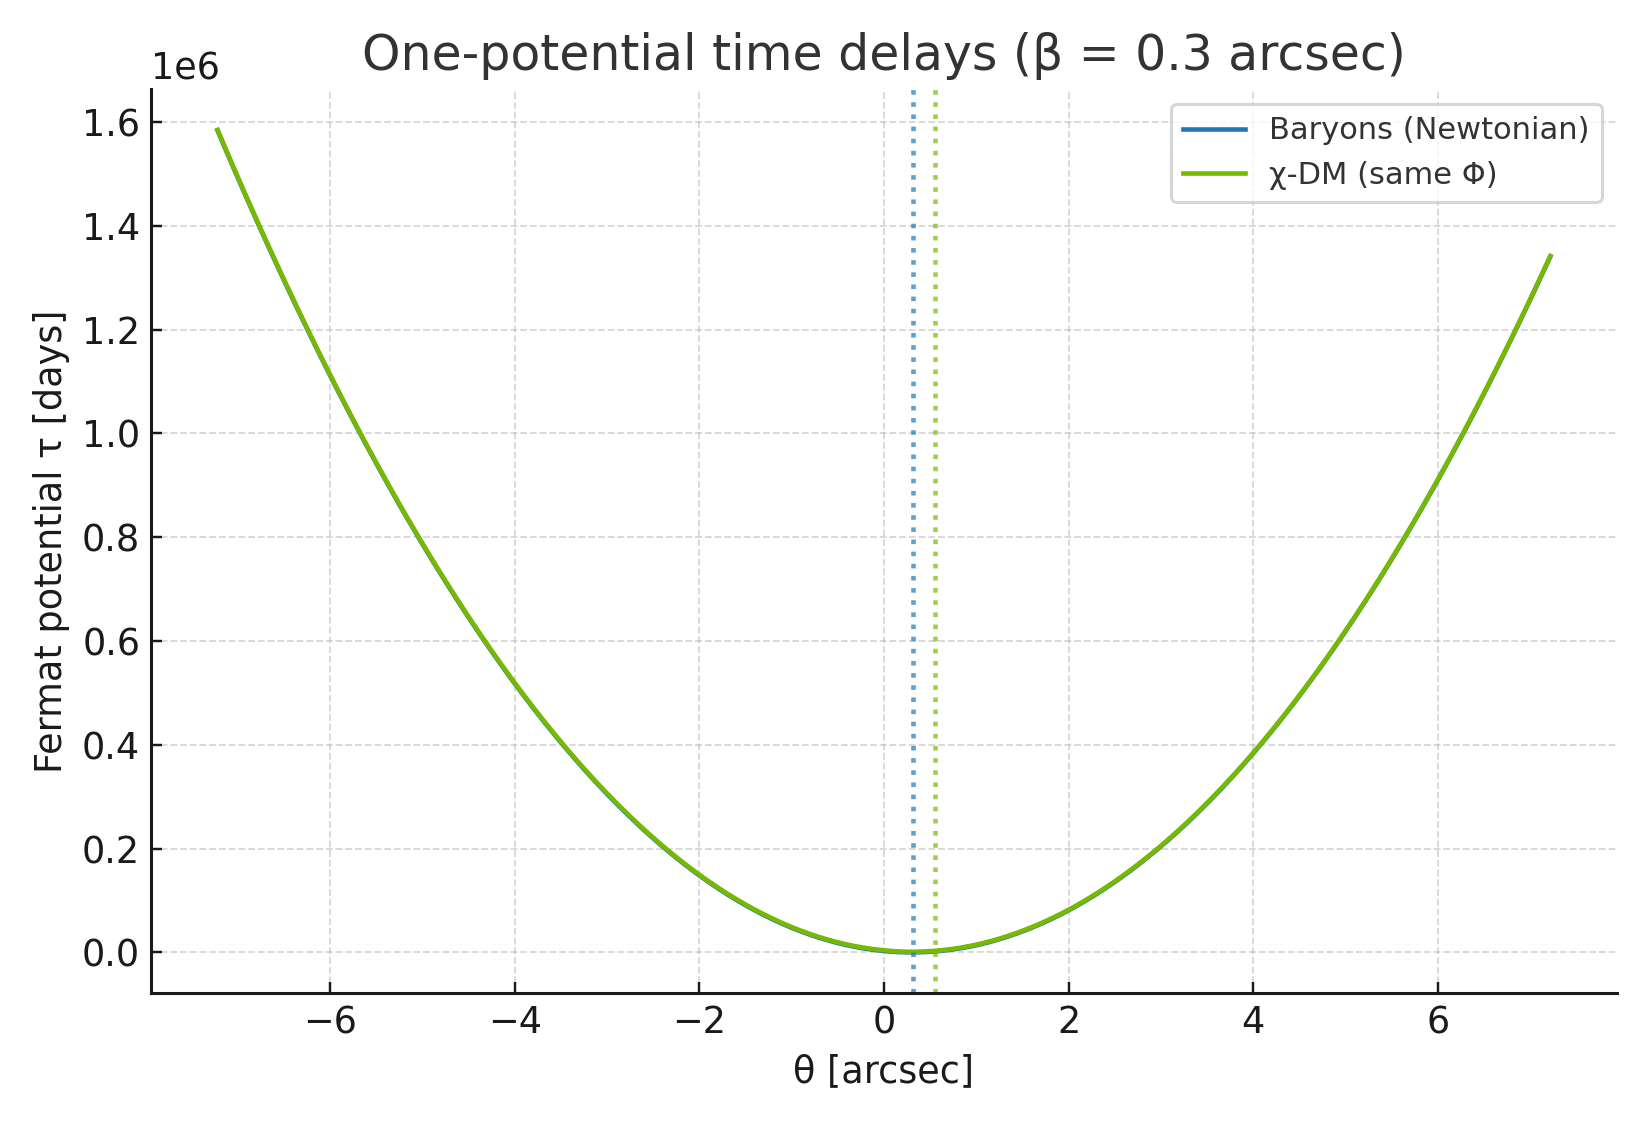 One-potential time delays (β = 0.3 arcsec)
1e6
Baryons (Newtonian)
χ-DM (same Φ)
1.6
1.4
1.2
1.0
0.8
0.6
0.4
0.2
0.0
Fermat potential τ [days]
−6 −4 −2 0 2 4 6
θ [arcsec]